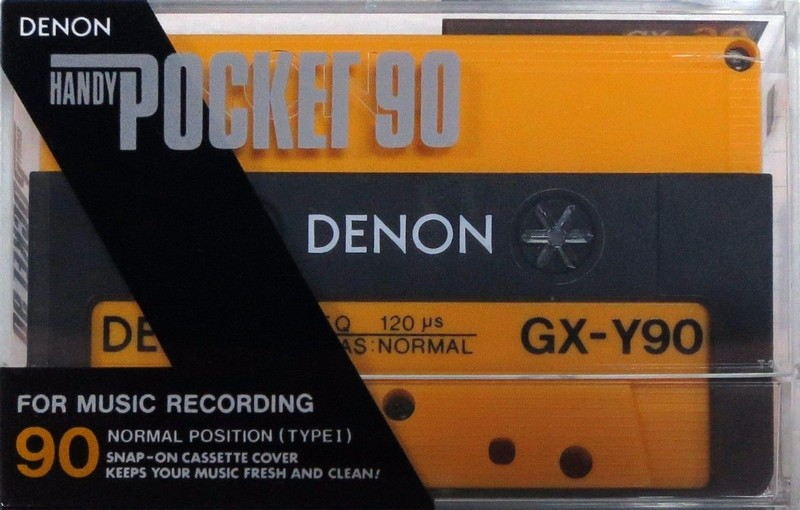 DENON
HANDY POCKET 90
DENON
DE
EQ 120 µs
AS:NORMAL
GX-Y90
FOR MUSIC RECORDING
90 NORMAL POSITION (TYPE I)
SNAP-ON CASSETTE COVER
KEEPS YOUR MUSIC FRESH AND CLEAN!